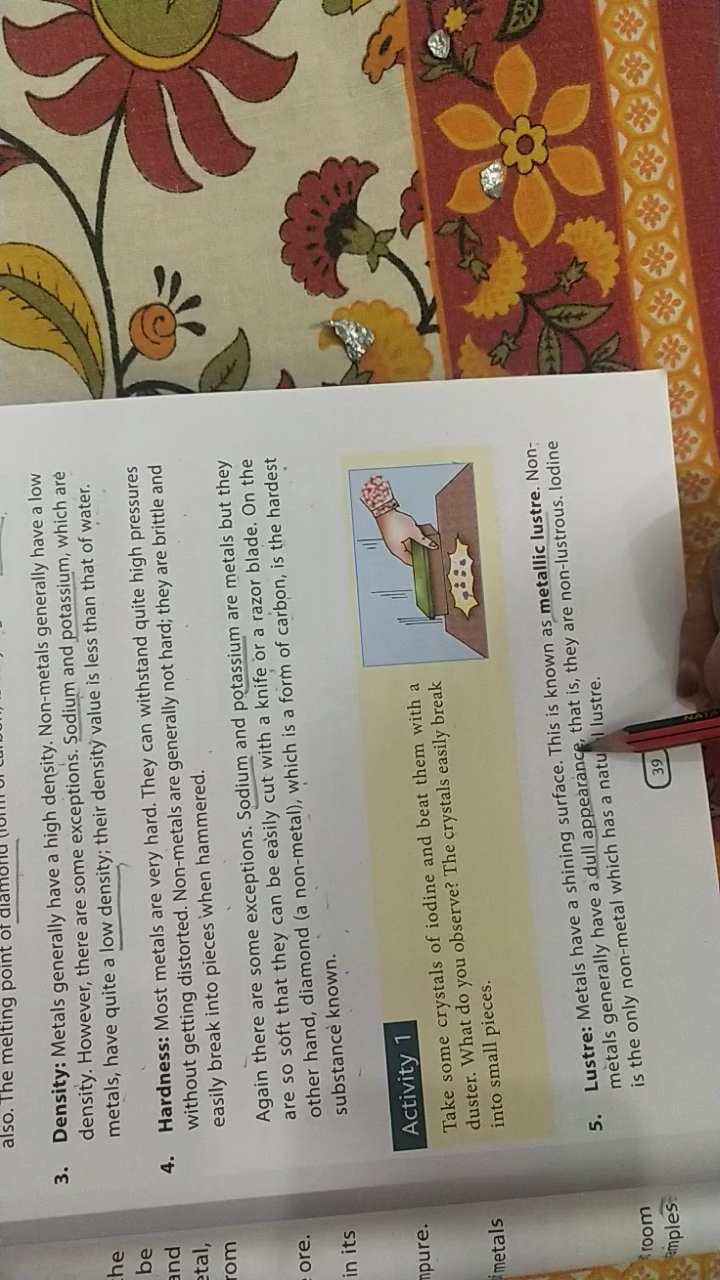 also. The melting point of diamond
3. Density: Metals generally have a high density. Non-metals generally have a low
density. However, there are some exceptions. Sodium and potassium, which are
metals, have quite a low density; their density value is less than that of water.
4. Hardness: Most metals are very hard. They can withstand quite high pressures
without getting distorted. Non-metals are generally not hard; they are brittle and
easily break into pieces when hammered.
Again there are some exceptions. Sodium and potassium are metals but they
are so soft that they can be easily cut with a knife or a razor blade. On the
other hand, diamond (a non-metal), which is a form of carbon, is the hardest
substance known.
Activity 1
Take some crystals of iodine and beat them with a
duster. What do you observe? The crystals easily break
into small pieces.
5. Lustre: Metals have a shining surface. This is known as metallic lustre. Non-
metals generally have a dull appearance, that is, they are non-lustrous. Iodine
is the only non-metal which has a natural lustre.
39
he
be
and
etal,
rom
ore.
in its
mpure.
metals
room
amples